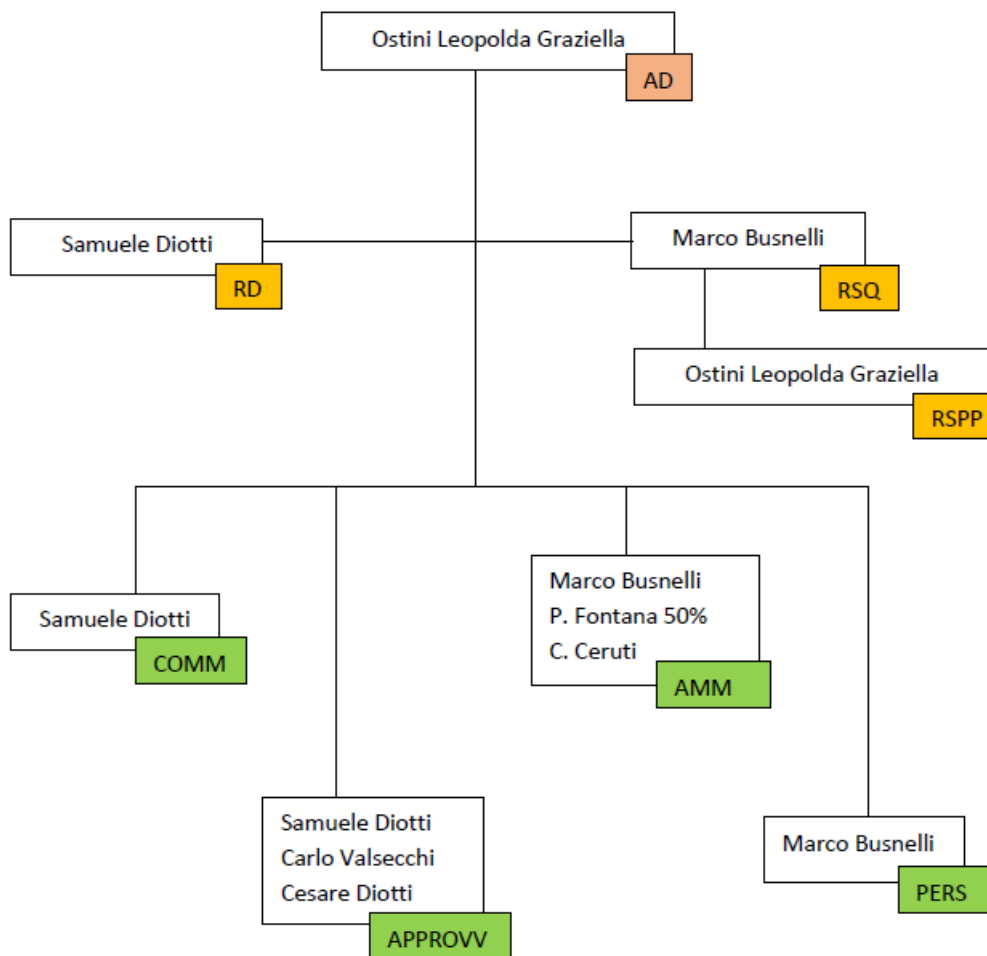 Ostini Leopolda Graziella
AD
Samuele Diotti
RD
Marco Busnelli
RSQ
Ostini Leopolda Graziella
RSPP
Samuele Diotti
COMM
Marco Busnelli
P. Fontana 50%
C. Ceruti
AMM
Samuele Diotti
Carlo Valsecchi
Cesare Diotti
APPROVV
Marco Busnelli
PERS